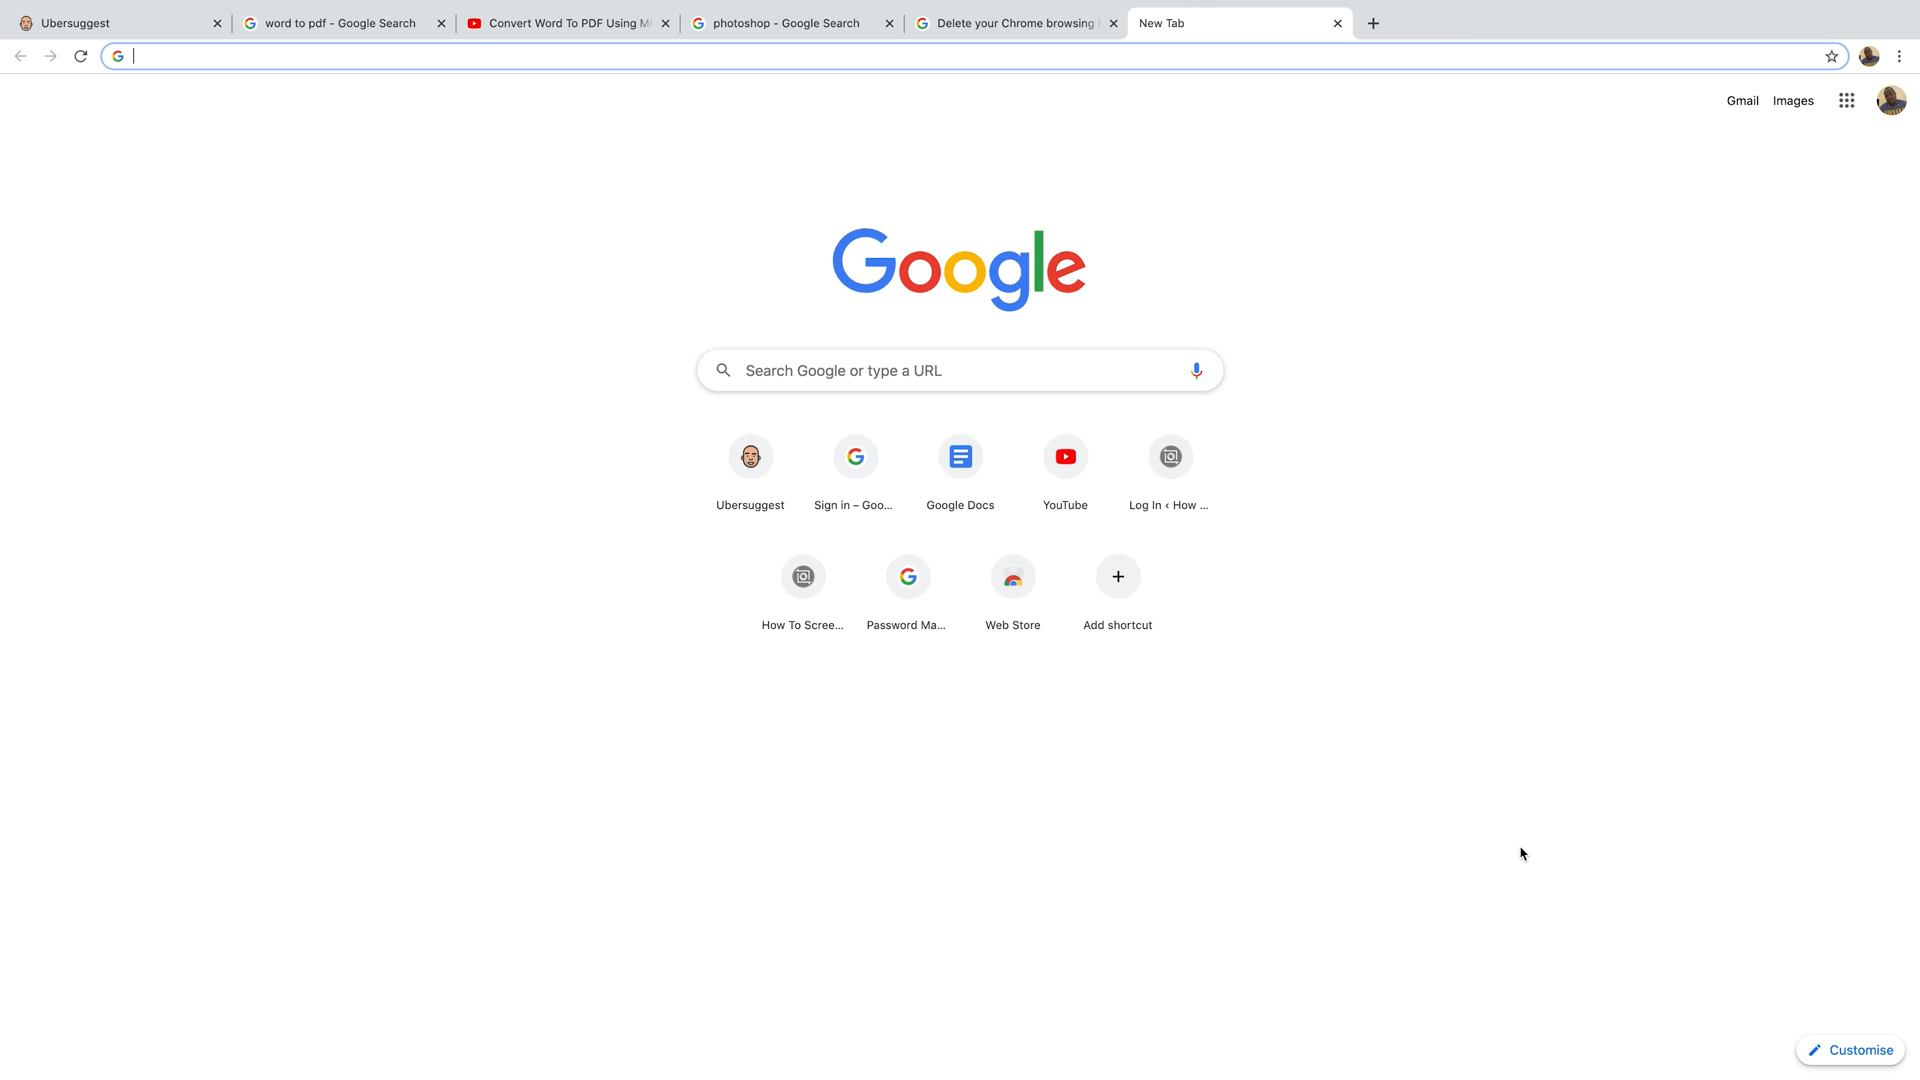 Ubersuggest
word to pdf - Google Search
Convert Word To PDF Using Mi
photoshop - Google Search
Delete your Chrome browsing
New Tab
Gmail
Images
Google
Search Google or type a URL
Ubersuggest
Sign in – Goo...
Google Docs
YouTube
Log In ‹ How ...
How To Scree...
Password Ma...
Web Store
Add shortcut
Customise